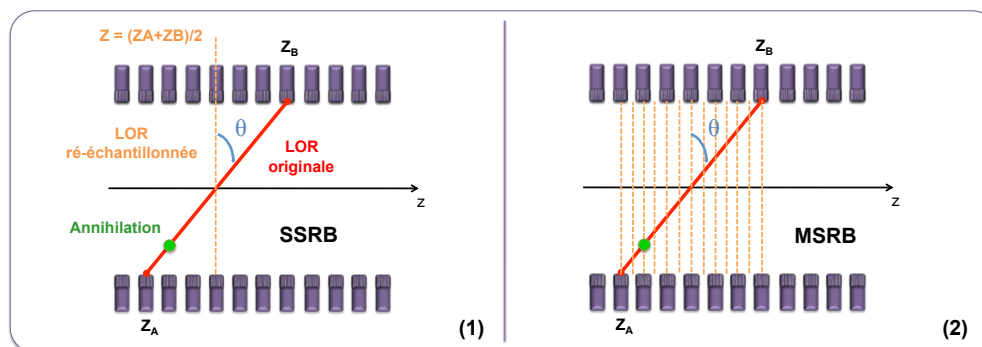 Z = (ZA+ZB)/2
ZB
θ
LOR
ré-échantillonnée
LOR
originale
z
Annihilation
SSRB
ZA
(1)
ZB
θ
z
MSRB
ZA
(2)